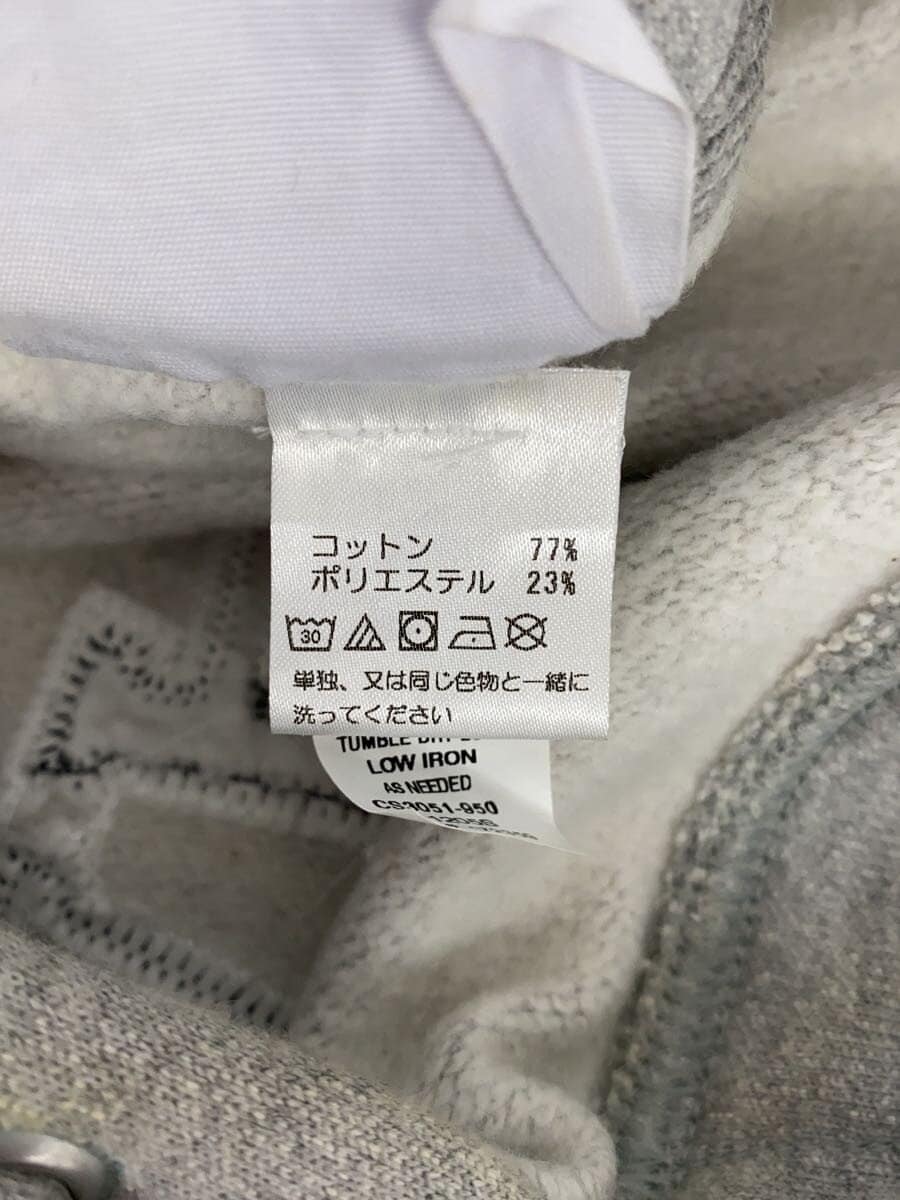 コットン 77%
ポリエステル 23%
30
単独、又は同じ色物と一緒に
洗ってください
TUMBLE DRY
LOW IRON
AS NEEDED
CS3051-950